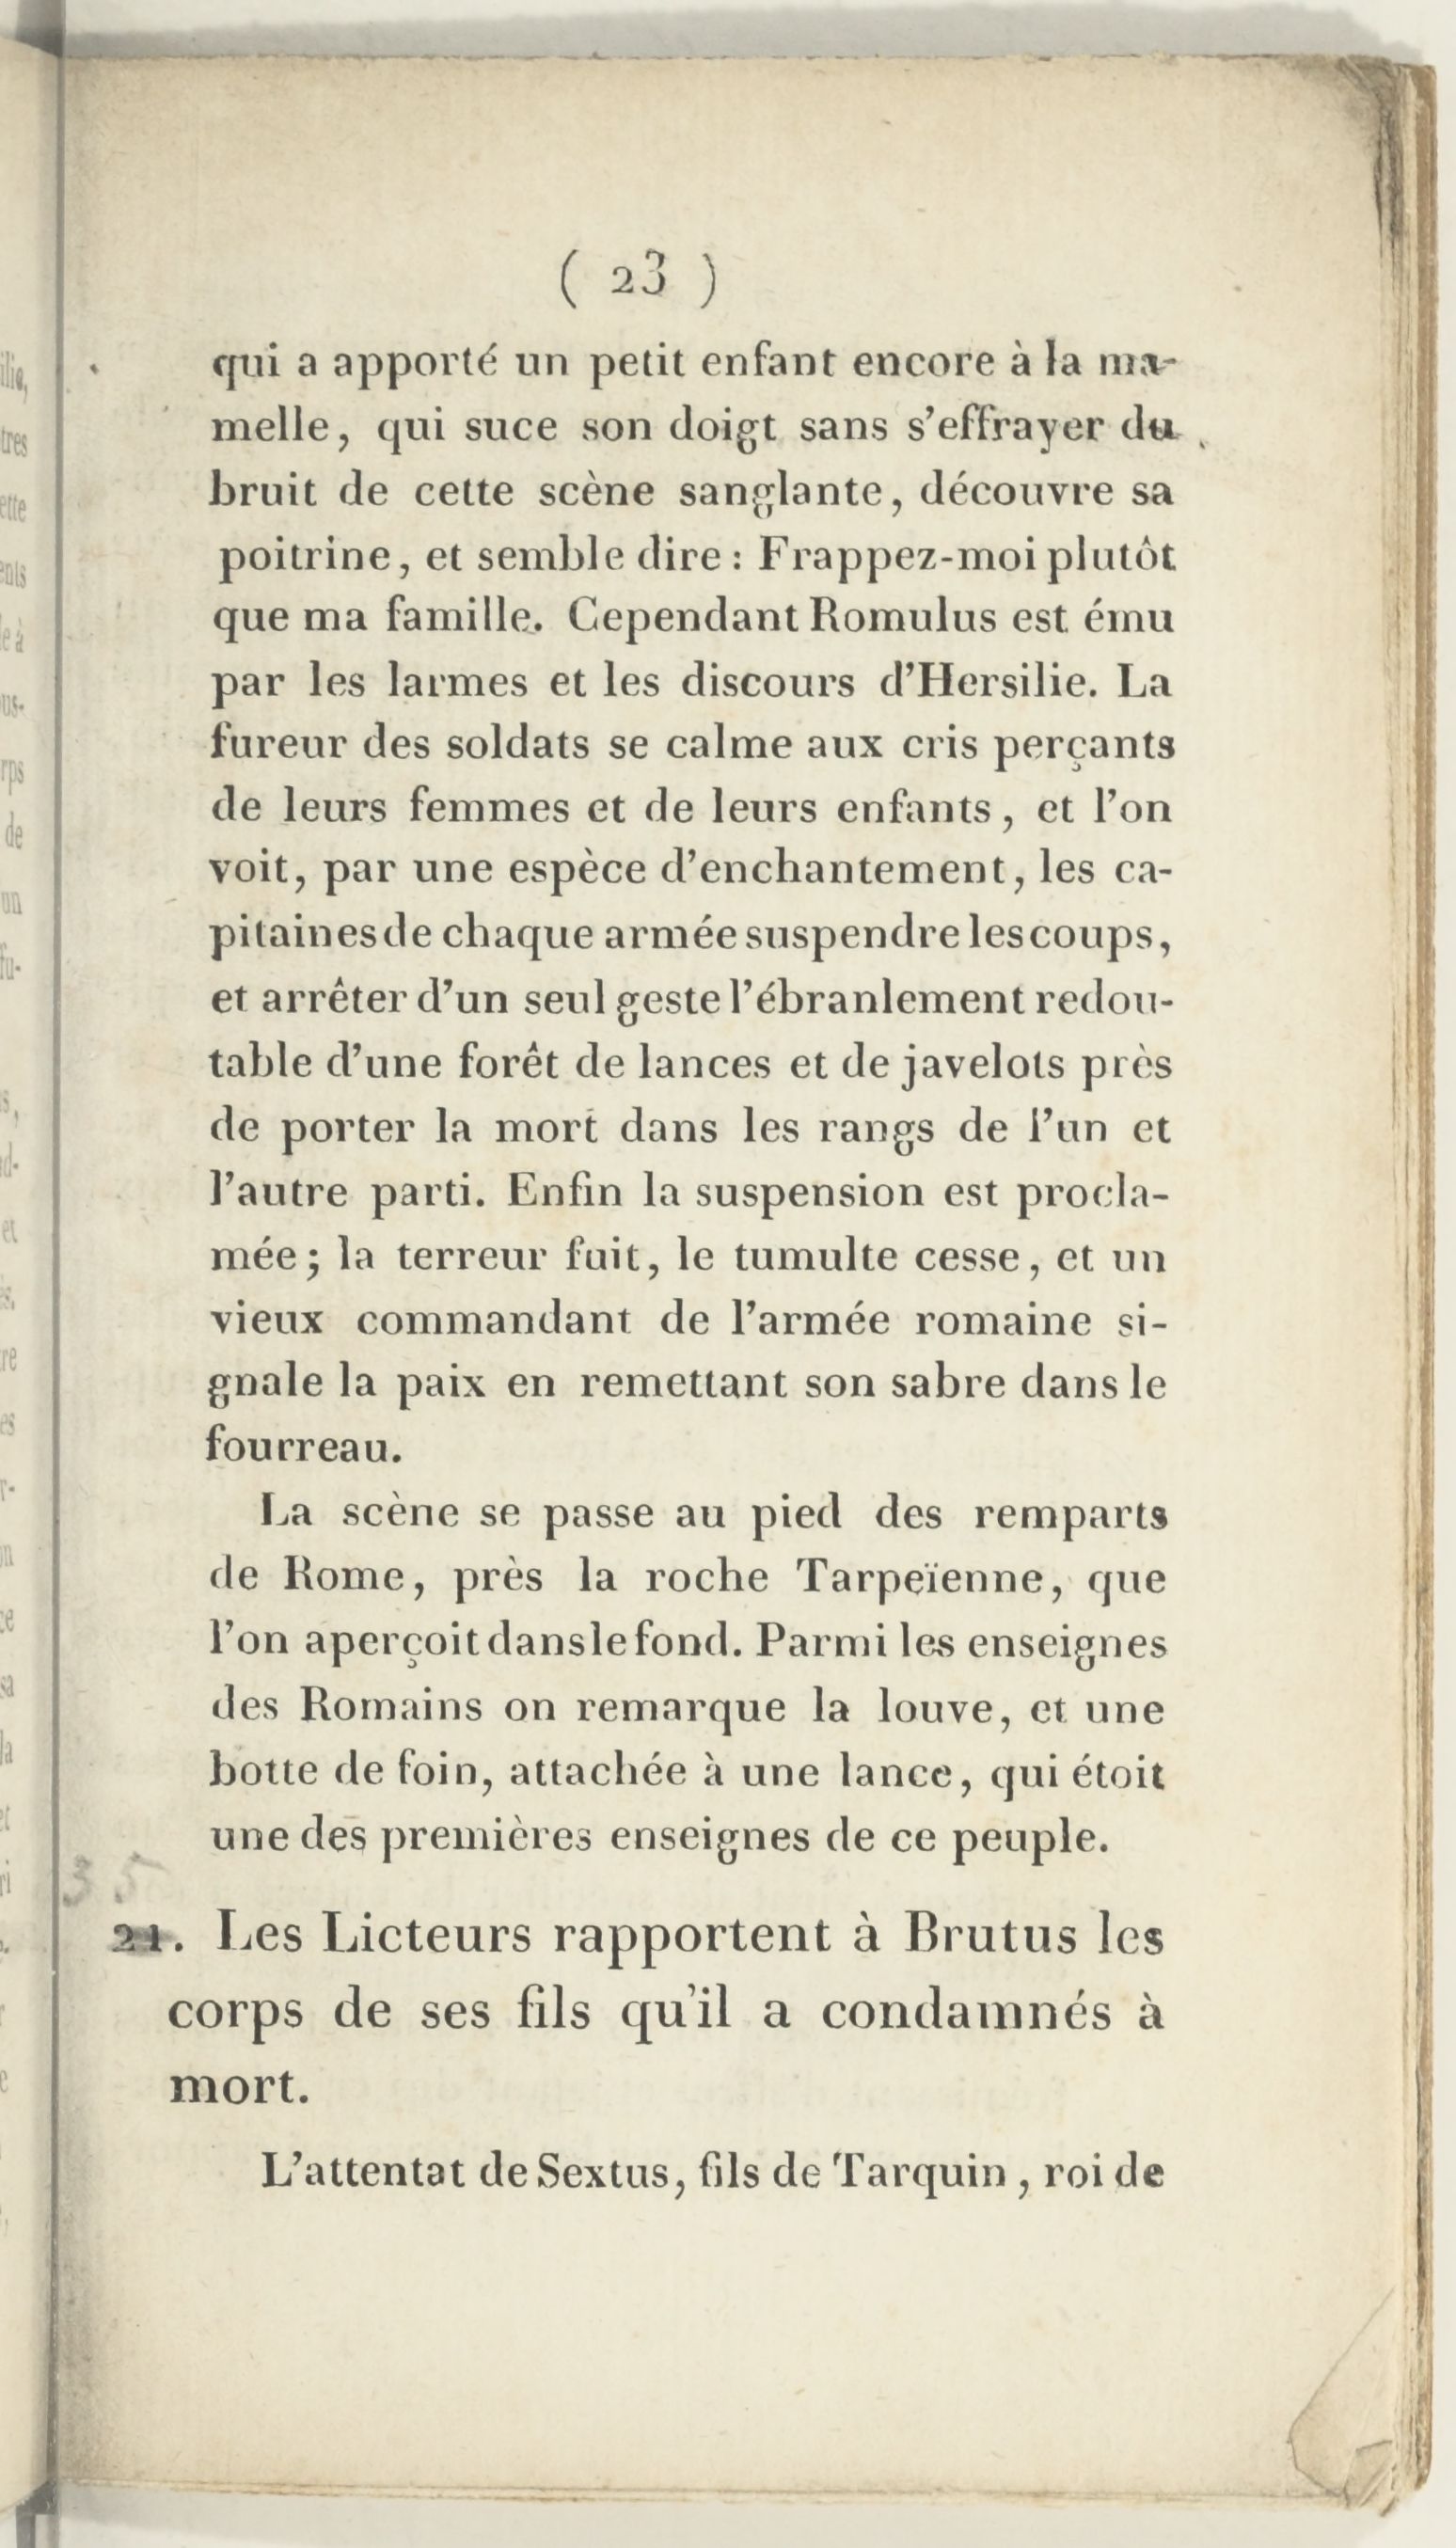 ( 23 )
qui a apporté un petit enfant encore à la ma-
melle, qui suce son doigt sans s'effrayer du
bruit de cette scène sanglante, découvre sa
poitrine, et semble dire : Frappez-moi plutôt
que ma famille. Cependant Romulus est ému
par les larmes et les discours d'Hersilie. La
fureur des soldats se calme aux cris perçants
de leurs femmes et de leurs enfants, et l'on
voit, par une espèce d'enchantement, les ca-
pitaines de chaque armée suspendre les coups,
et arrêter d'un seul geste l'ébranlement redou-
table d'une forêt de lances et de javelots près
de porter la mort dans les rangs de l'un et
l'autre parti. Enfin la suspension est procla-
mée ; la terreur fuit, le tumulte cesse, et un
vieux commandant de l'armée romaine si-
gnale la paix en remettant son sabre dans le
fourreau.
La scène se passe au pied des remparts
de Rome, près la roche Tarpeïenne, que
l'on aperçoit dans le fond. Parmi les enseignes
des Romains on remarque la louve, et une
botte de foin, attachée à une lance, qui étoit
une des premières enseignes de ce peuple.
35
21. Les Licteurs rapportent à Brutus les
corps de ses fils qu'il a condamnés à
mort.
L'attentat de Sextus, fils de Tarquin, roi de